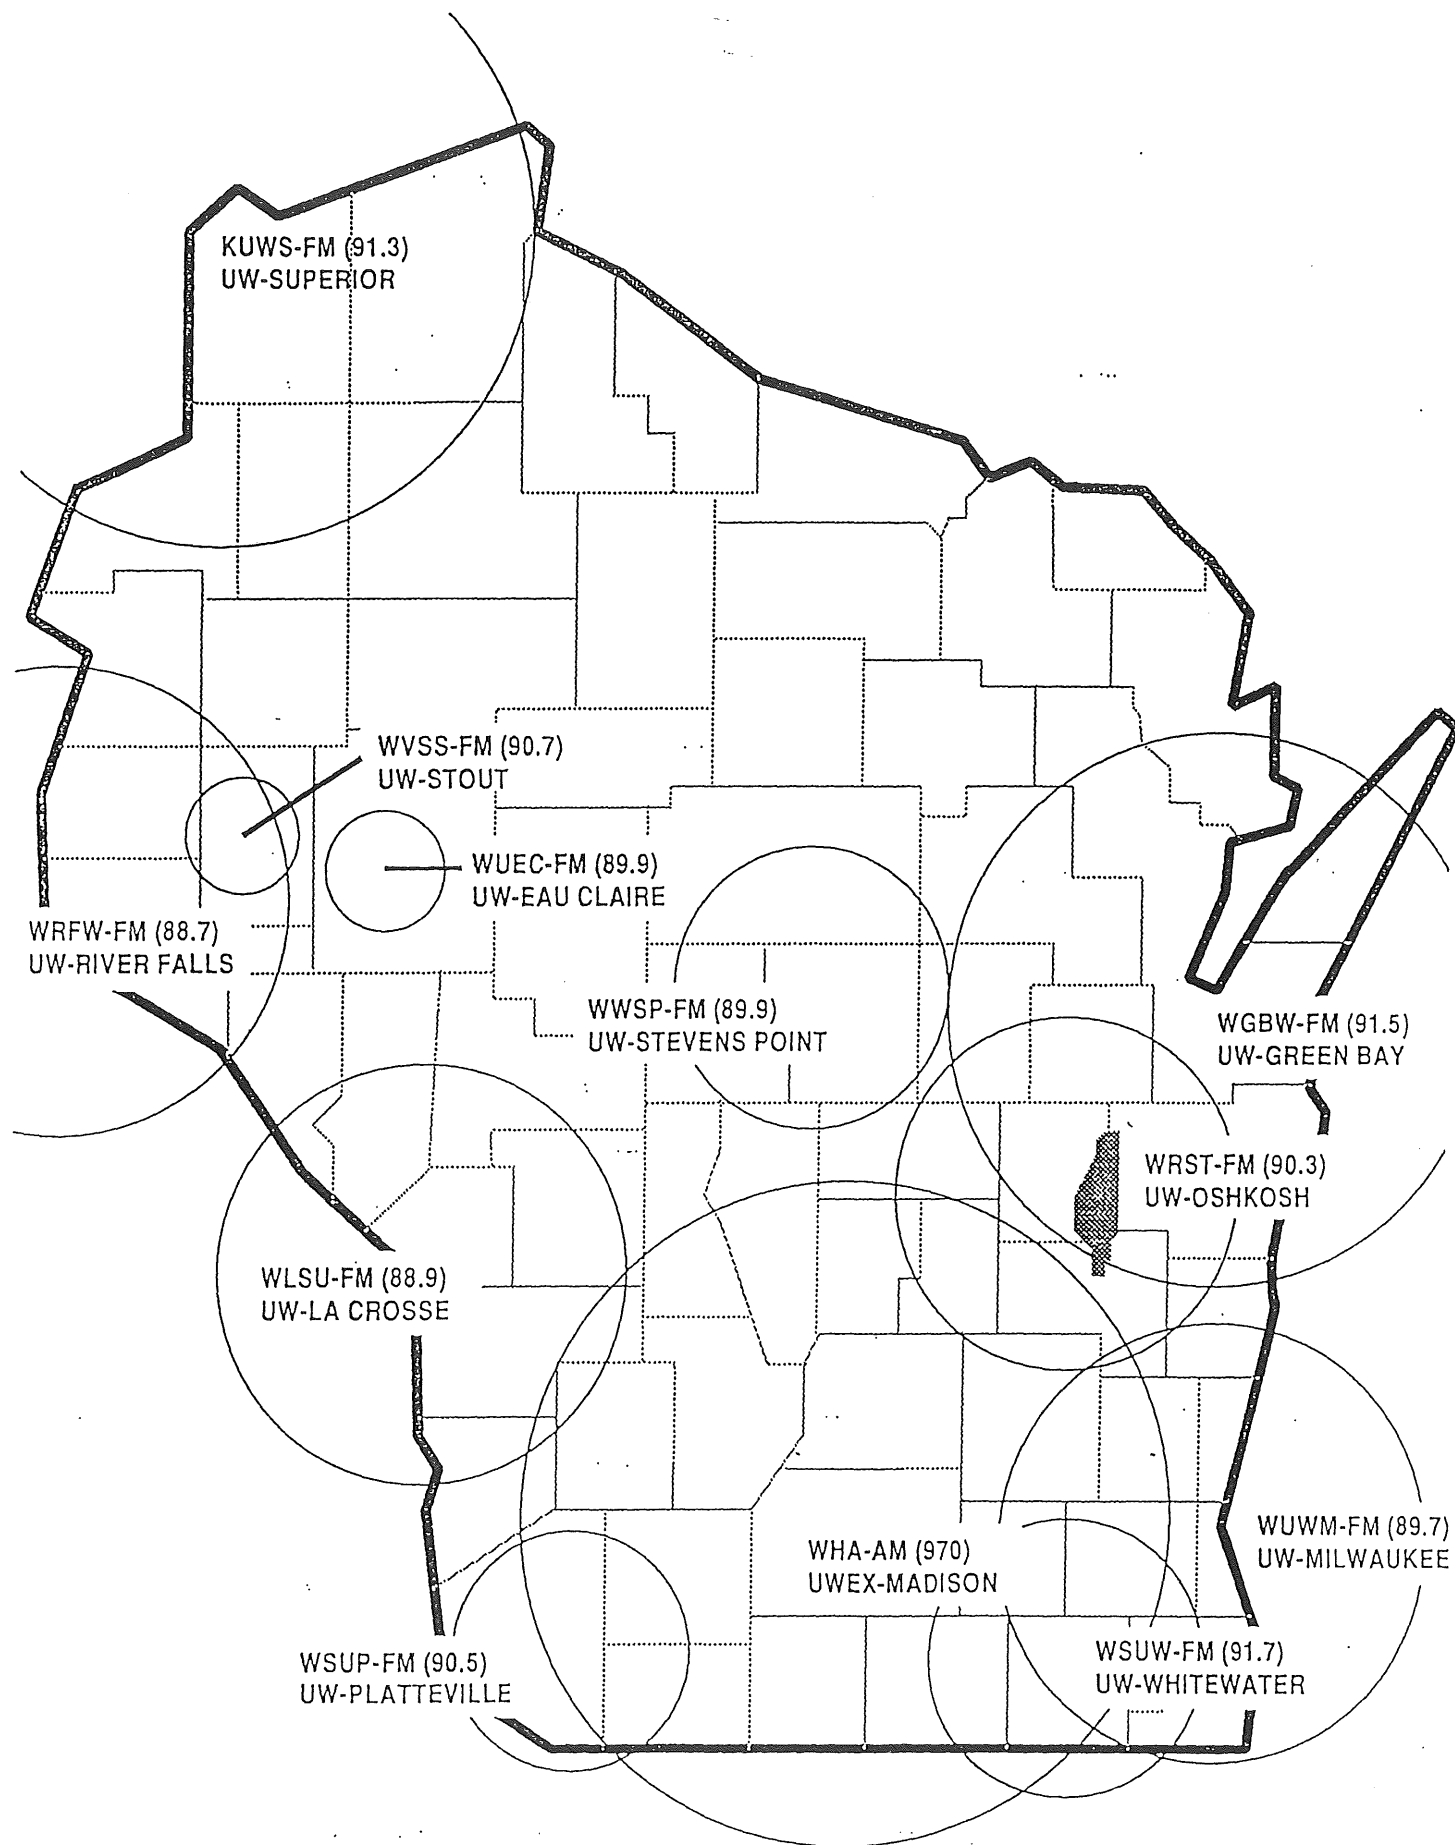 KUWS-FM (91.3)
UW-SUPERIOR
WVSS-FM (90.7)
UW-STOUT
WUEC-FM (89.9)
UW-EAU CLAIRE
WRFW-FM (88.7)
UW-RIVER FALLS
WWSP-FM (89.9)
UW-STEVENS POINT
WGBW-FM (91.5)
UW-GREEN BAY
WRST-FM (90.3)
UW-OSHKOSH
WLSU-FM (88.9)
UW-LA CROSSE
WHA-AM (970)
UWEX-MADISON
WUWM-FM (89.7)
UW-MILWAUKEE
WSUP-FM (90.5)
UW-PLATTEVILLE
WSUW-FM (91.7)
UW-WHITEWATER